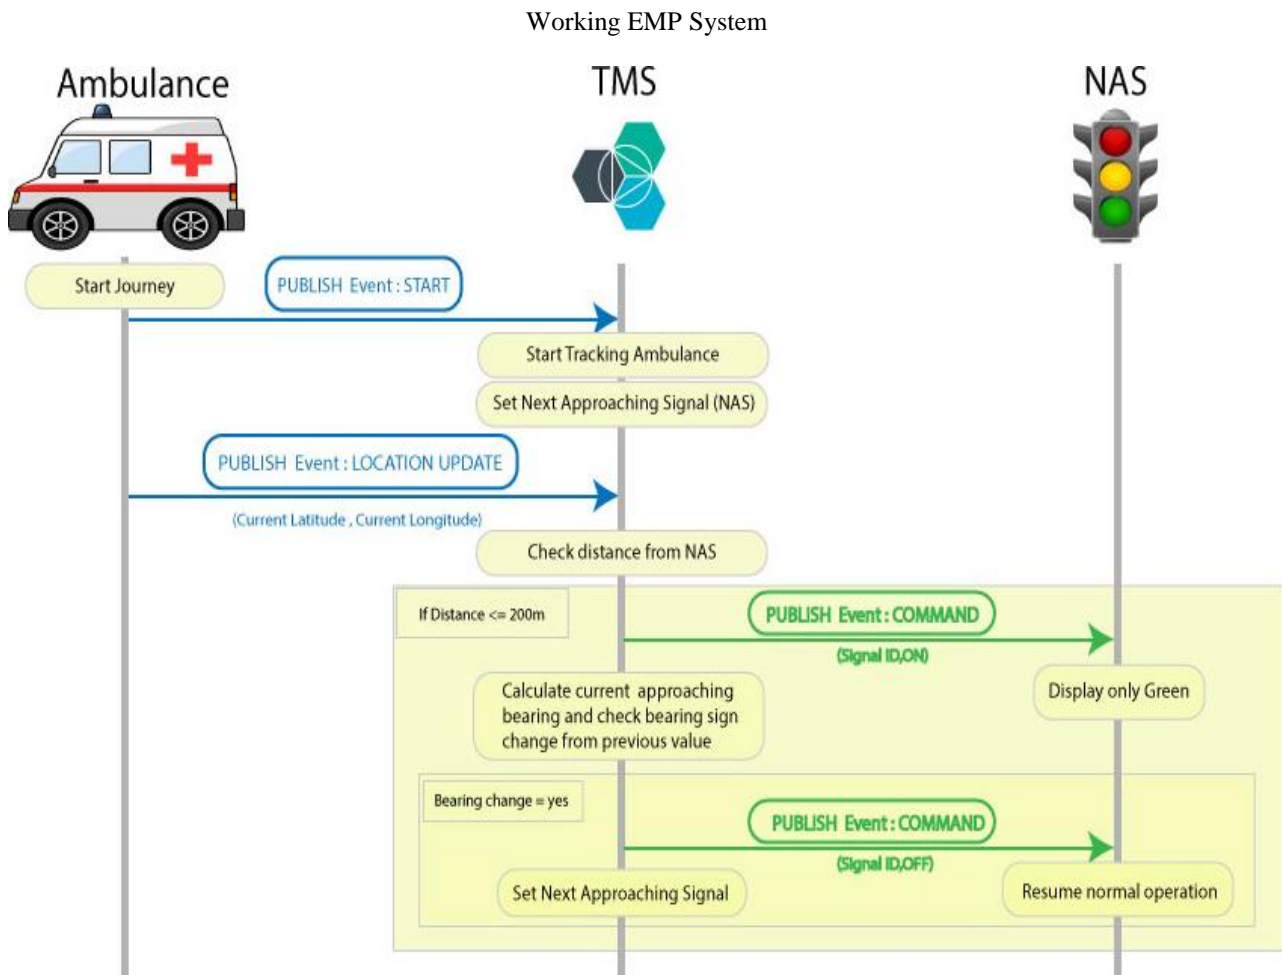 Working EMP System
Ambulance
TMS
NAS
Start Journey
PUBLISH Event : START
Start Tracking Ambulance
Set Next Approaching Signal (NAS)
PUBLISH Event : LOCATION UPDATE
(Current Latitude , Current Longitude)
Check distance from NAS
If Distance <= 200m
PUBLISH Event : COMMAND
(Signal ID,ON)
Calculate current approaching
bearing and check bearing sign
change from previous value
Display only Green
Bearing change = yes
PUBLISH Event : COMMAND
(Signal ID,OFF)
Set Next Approaching Signal
Resume normal operation